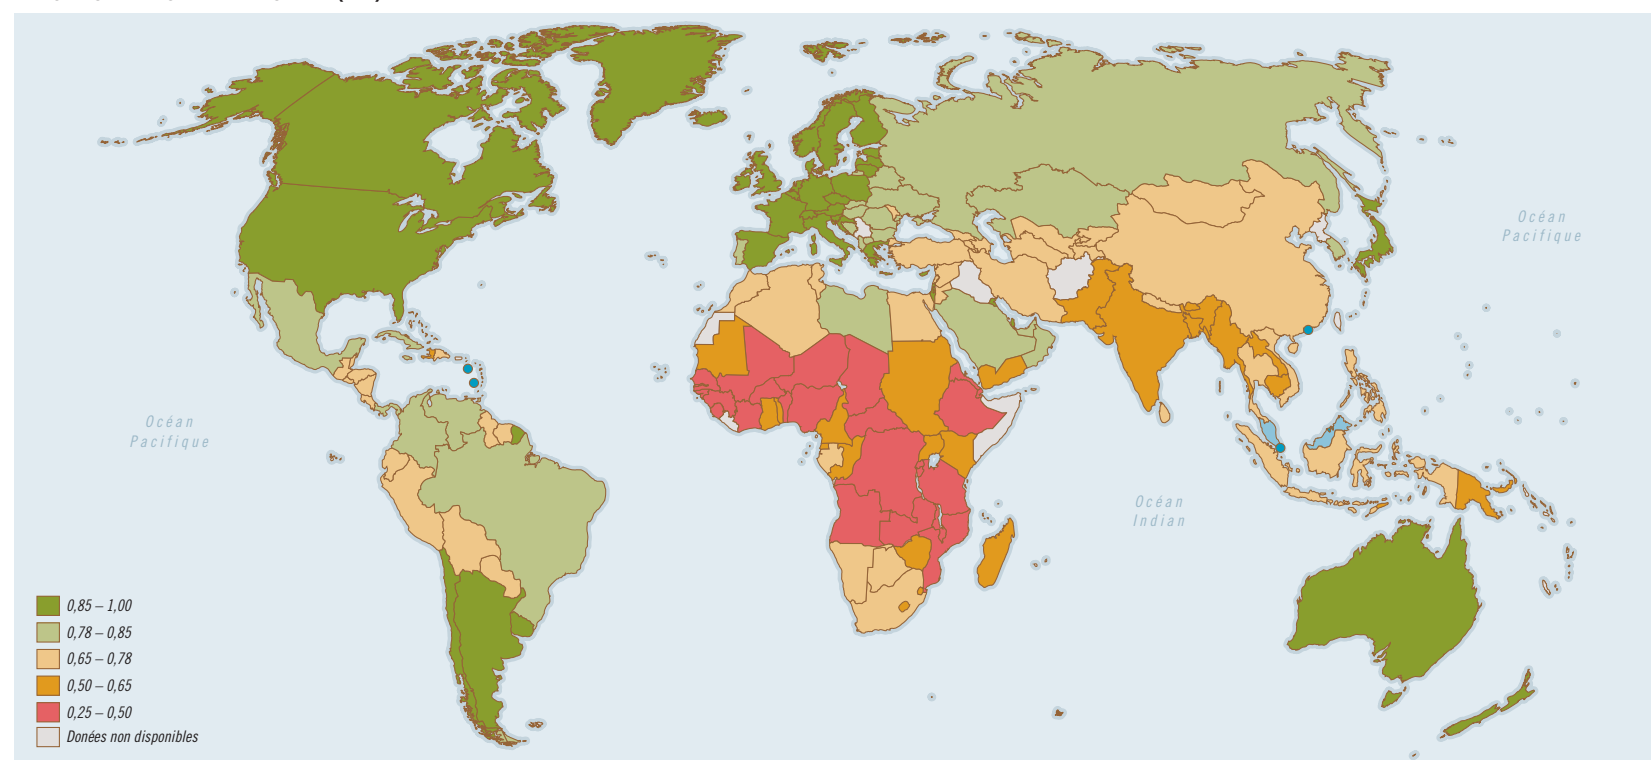 Océan
Pacifique
Océan
Pacifique
Océan
Indian
0,85 – 1,00
0,78 – 0,85
0,65 – 0,78
0,50 – 0,65
0,25 – 0,50
Donées non disponibles